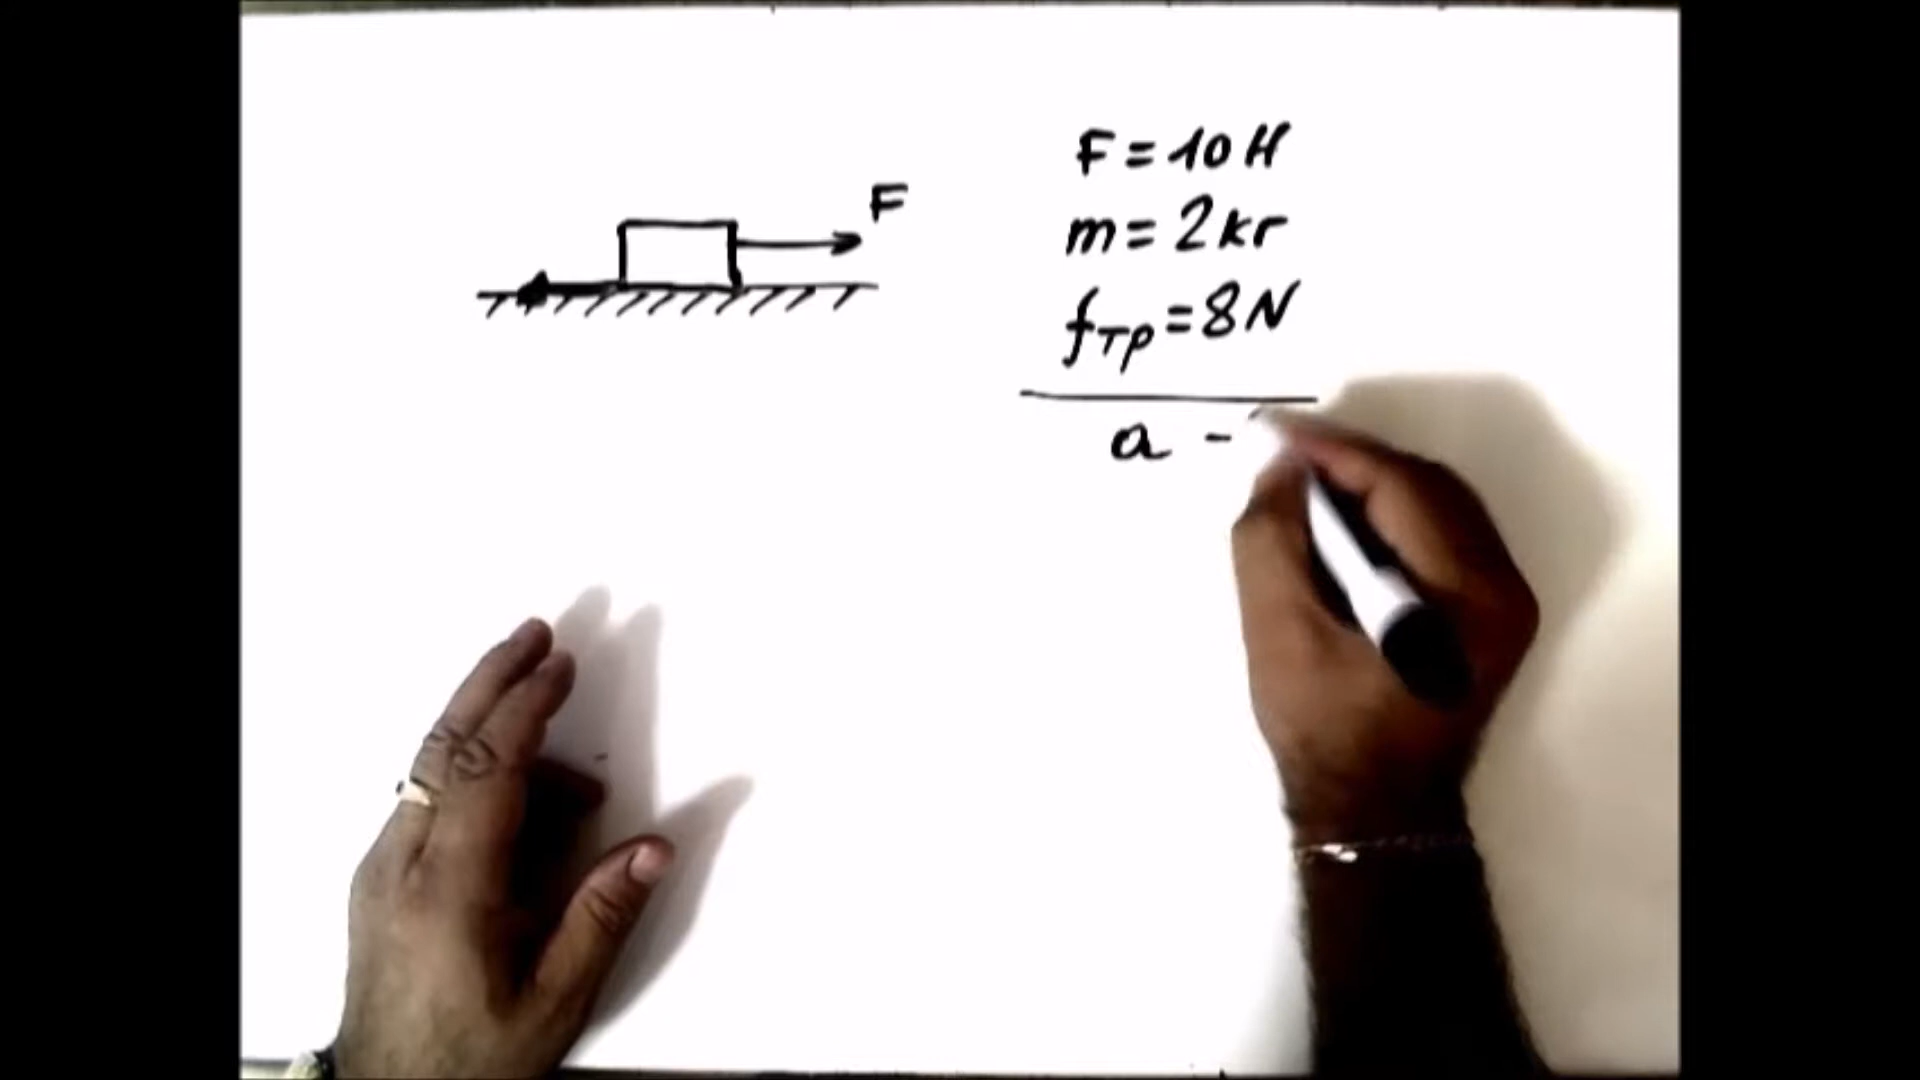 F
F = 10 Н
m = 2 кг
fтр = 8 N
a -